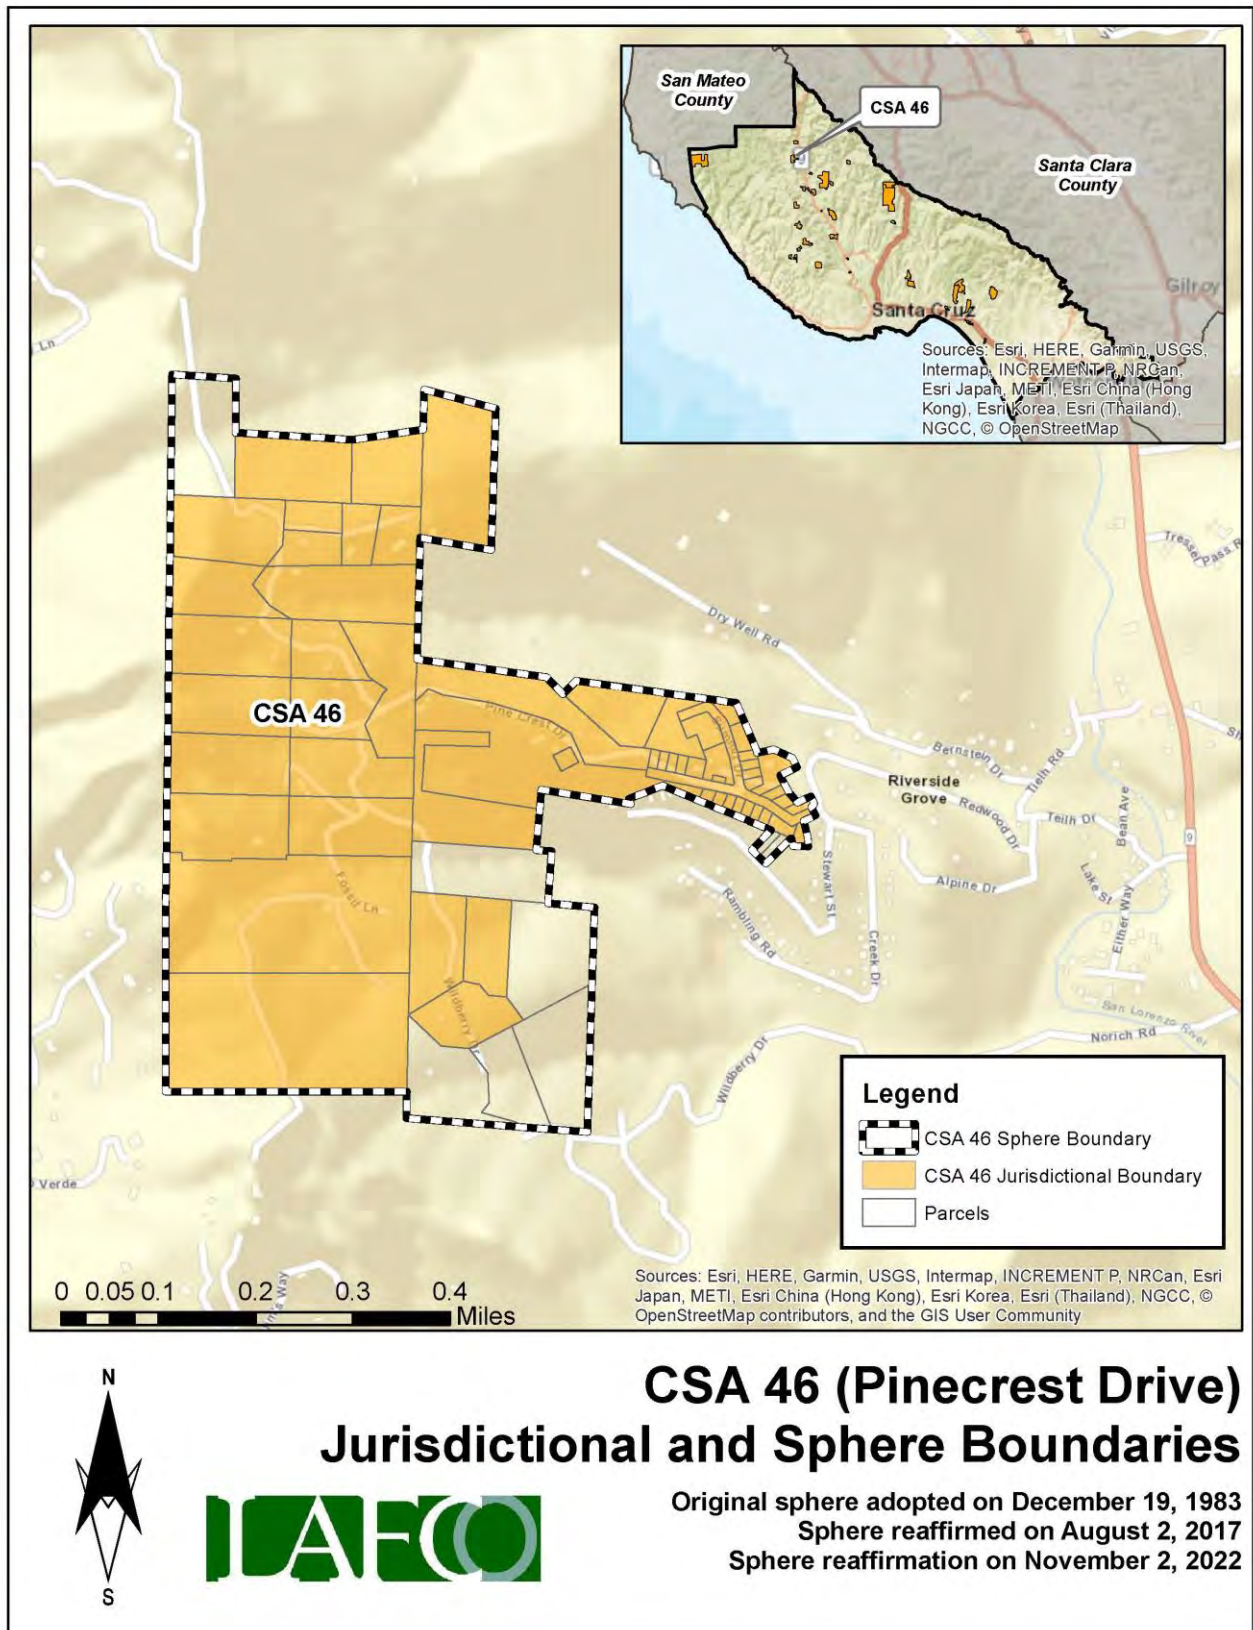 San Mateo
County
CSA 46
Santa Clara
County
Gilroy
Santa Cruz
Sources: Esri, HERE, Garmin, USGS,
Intermap, INCREMENT P, NRCan,
Esri Japan, METI, Esri China (Hong
Kong), Esri Korea, Esri (Thailand),
NGCC, © OpenStreetMap
Ln
Tresser Pass R
Dry Well Rd
CSA 46
Pine Crest Dr
Bernstein Dr
Teilh Rd
Riverside
Grove
Redwood Dr
Teilh Dr
Bean Ave
9
Sh
Stewart St
Alpine Dr
Lake St
Either Way
Rambling Rd
Creek Dr
Fossil Ln
Wildberry Dr
San Lorenzo River
Norich Rd
Wildberry Dr
Verde
Way
Legend
CSA 46 Sphere Boundary
CSA 46 Jurisdictional Boundary
Parcels
0 0.05 0.1 0.2 0.3 0.4
Miles
Sources: Esri, HERE, Garmin, USGS, Intermap, INCREMENT P, NRCan, Esri
Japan, METI, Esri China (Hong Kong), Esri Korea, Esri (Thailand), NGCC, ©
OpenStreetMap contributors, and the GIS User Community
N
S
LAFCO
CSA 46 (Pinecrest Drive)
Jurisdictional and Sphere Boundaries
Original sphere adopted on December 19, 1983
Sphere reaffirmed on August 2, 2017
Sphere reaffirmation on November 2, 2022